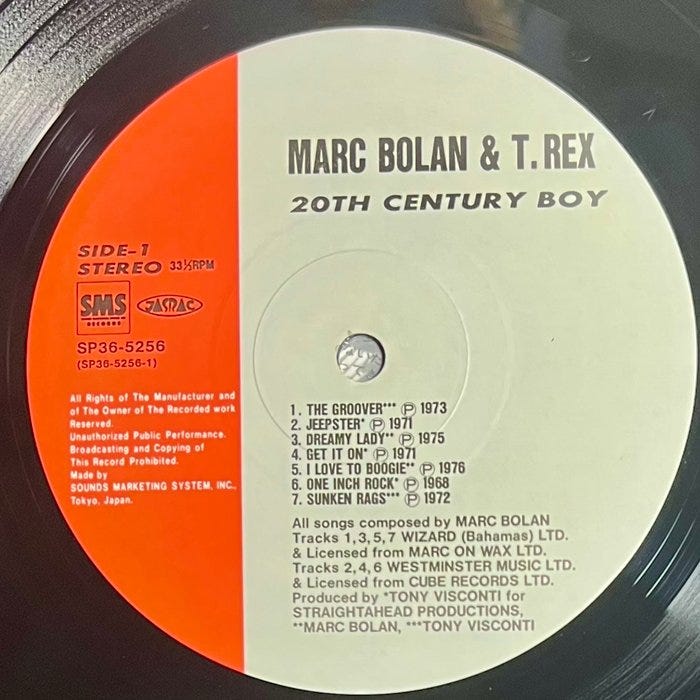 MARC BOLAN & T.REX
20TH CENTURY BOY
SIDE-1
STEREO 33⅓RPM
SMS
RECORDS
JASRAC
SP36-5256
(SP36-5256-1)
All Rights of The Manufacturer and
of The Owner of The Recorded work
Reserved.
Unauthorized Public Performance.
Broadcasting and Copying of
This Record Prohibited.
Made by
SOUNDS MARKETING SYSTEM, INC.,
Tokyo, Japan.
1. THE GROOVER*** Ⓟ 1973
2. JEEPSTER* Ⓟ 1971
3. DREAMY LADY** Ⓟ 1975
4. GET IT ON* Ⓟ 1971
5. I LOVE TO BOOGIE** Ⓟ 1976
6. ONE INCH ROCK* Ⓟ 1968
7. SUNKEN RAGS*** Ⓟ 1972
All songs composed by MARC BOLAN
Tracks 1,3,5,7 WIZARD (Bahamas) LTD.
& Licensed from MARC ON WAX LTD.
Tracks 2,4,6 WESTMINSTER MUSIC LTD.
& Licensed from CUBE RECORDS LTD.
Produced by *TONY VISCONTI for
STRAIGHTAHEAD PRODUCTIONS,
**MARC BOLAN, ***TONY VISCONTI